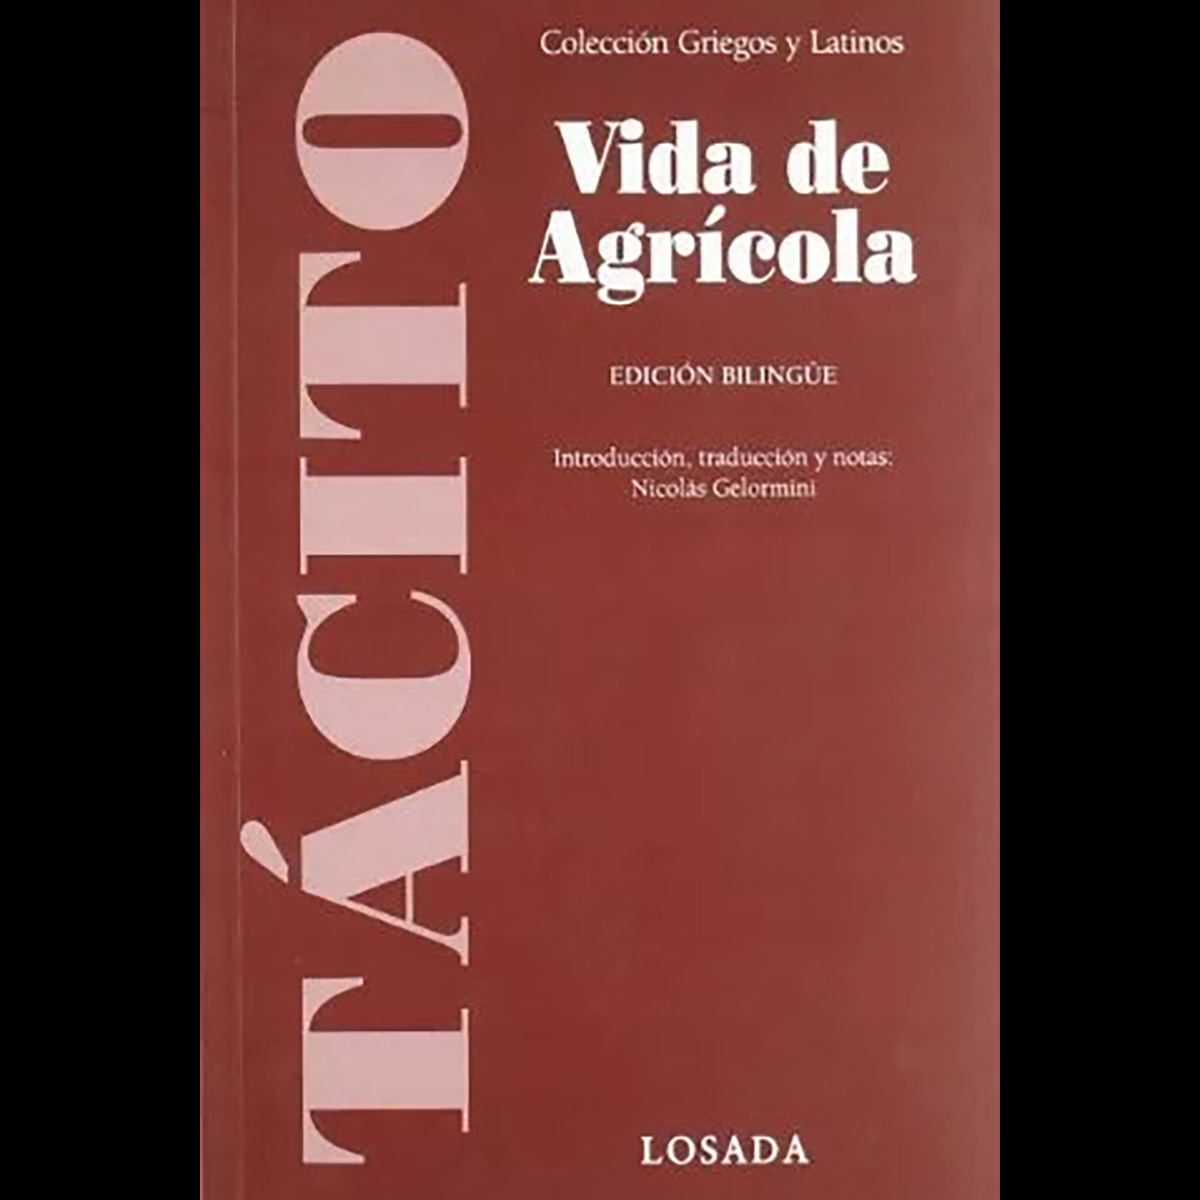 TÁCITO
Colección Griegos y Latinos
Vida de
Agrícola
EDICIÓN BILINGÜE
Introducción, traducción y notas:
Nicolás Gelormini
LOSADA